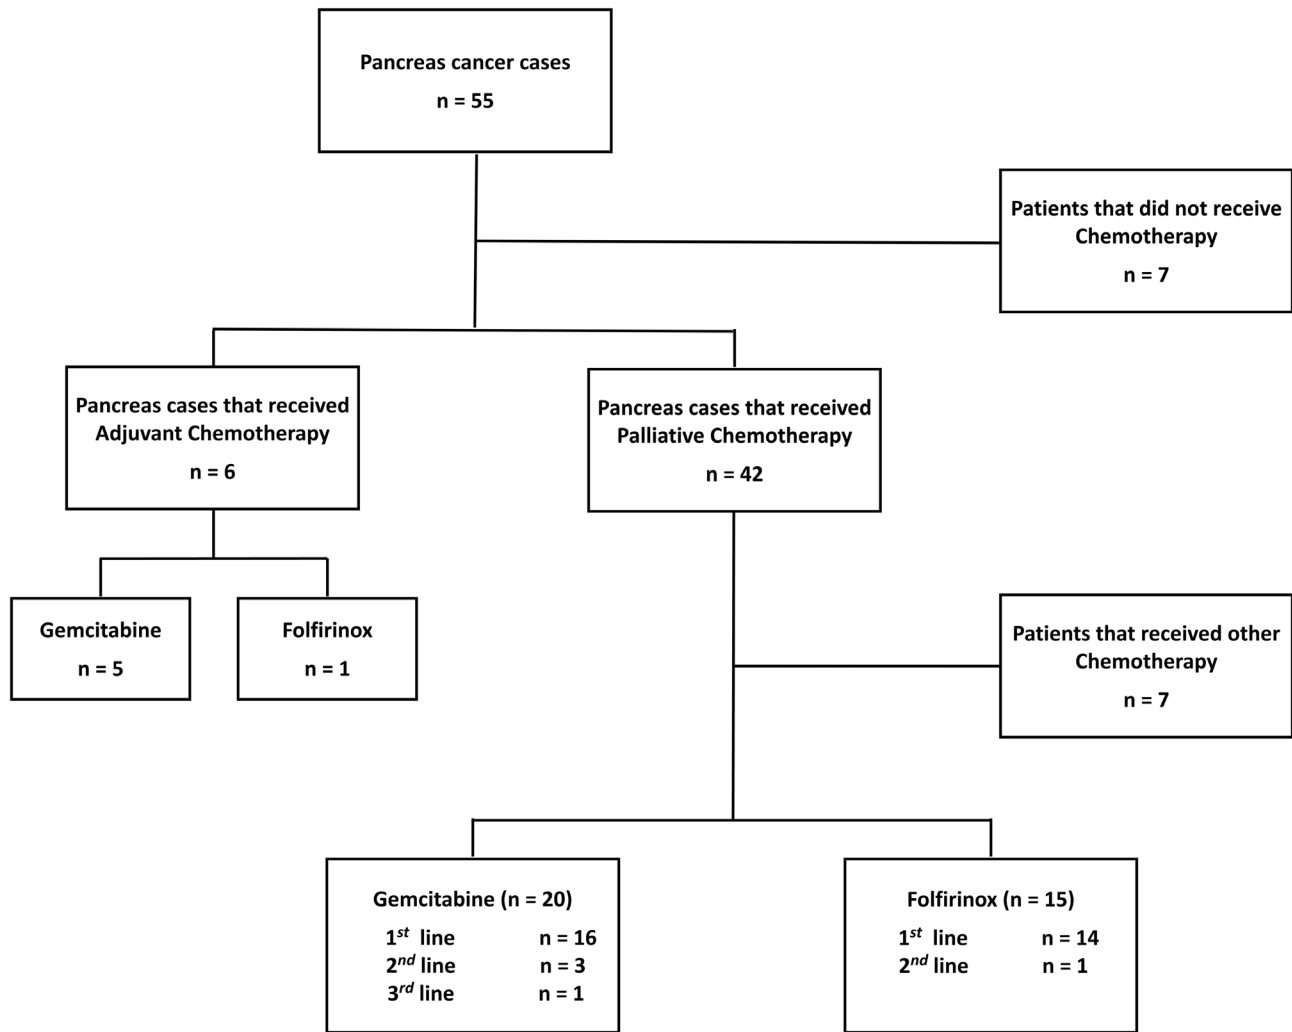 Pancreas cancer cases
n = 55
Patients that did not receive
Chemotherapy
n = 7
Pancreas cases that received
Adjuvant Chemotherapy
n = 6
Pancreas cases that received
Palliative Chemotherapy
n = 42
Gemcitabine
n = 5
Folfirinox
n = 1
Patients that received other
Chemotherapy
n = 7
Gemcitabine (n = 20)
1st line n = 16
2nd line n = 3
3rd line n = 1
Folfirinox (n = 15)
1st line n = 14
2nd line n = 1